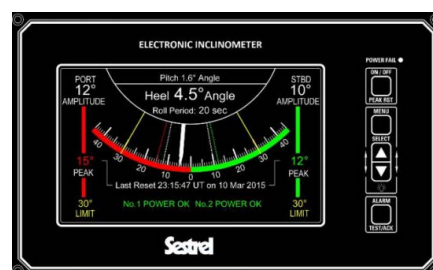 ELECTRONIC INCLINOMETER
POWER FAIL
PORT
12°
AMPLITUDE
Pitch 1.6° Angle
Heel 4.5° Angle
Roll Period: 20 sec
STBD
10°
AMPLITUDE
40 30 20 10 0 10 20 30 40
15°
PEAK
12°
PEAK
Last Reset 23:15:47 UT on 10 Mar 2015
30°
LIMIT
No.1 POWER OK No.2 POWER OK
30°
LIMIT
Sestrel
ON / OFF
PEAK RST
MENU
SELECT
ALARM
TEST/ACK